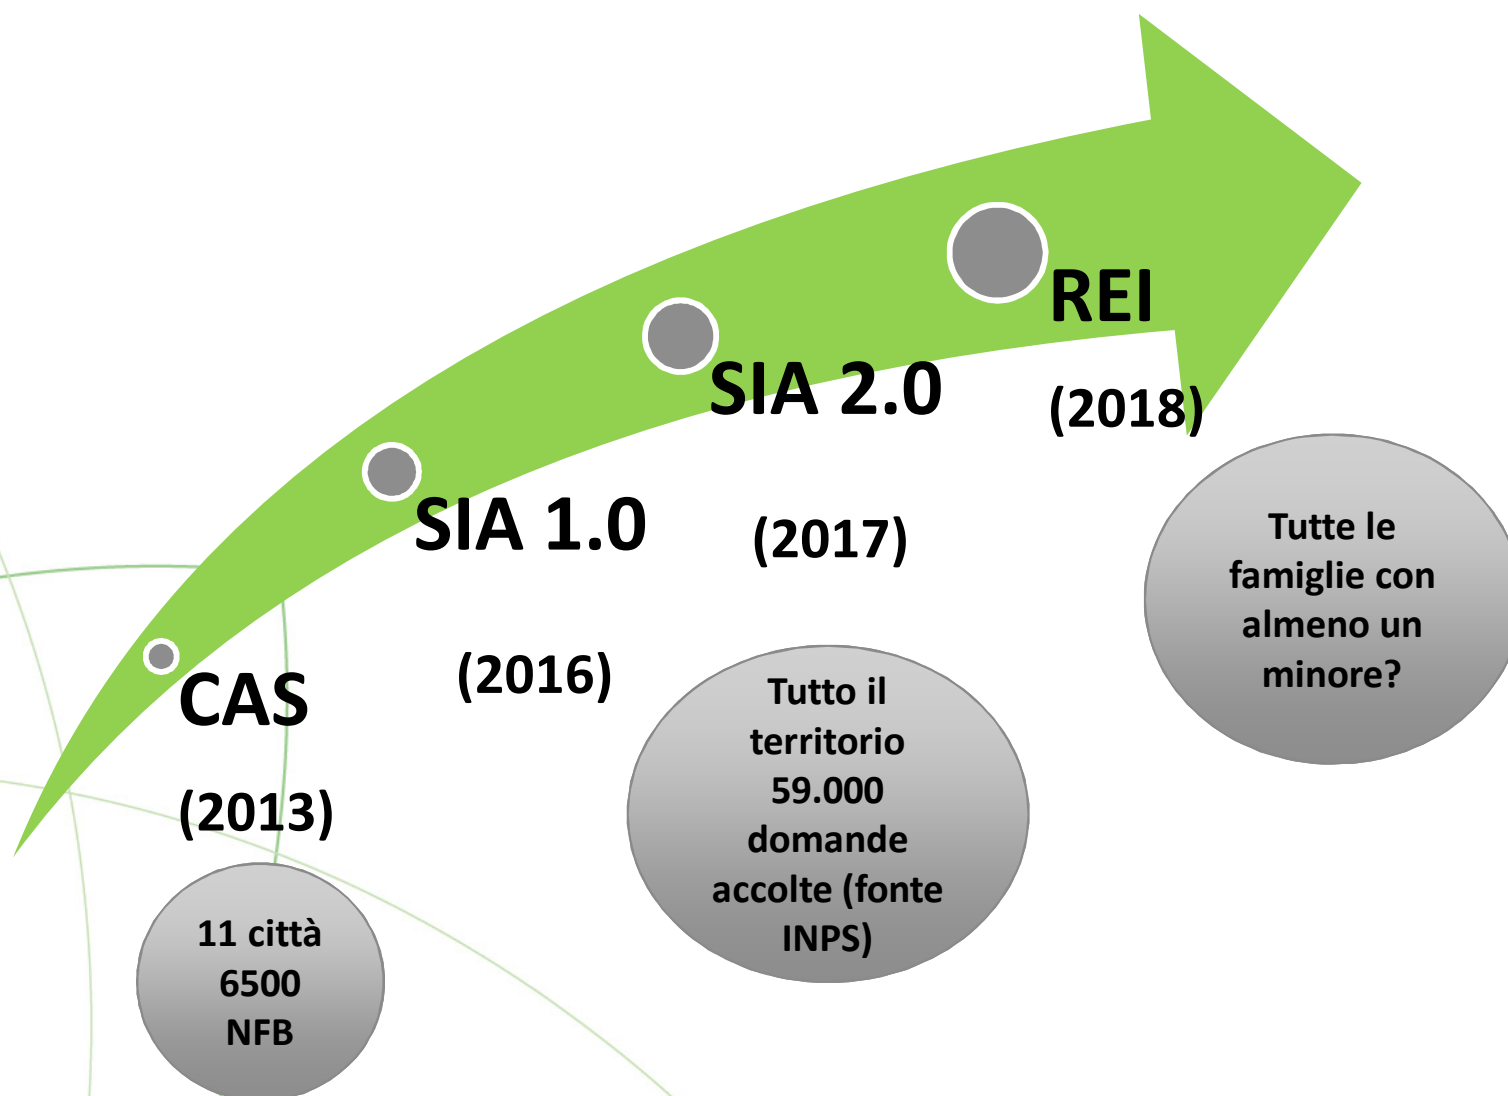 CAS
(2013)
11 città
6500
NFB
SIA 1.0
(2016)
SIA 2.0
(2017)
Tutto il
territorio
59.000
domande
accolte (fonte
INPS)
REI
(2018)
Tutte le
famiglie con
almeno un
minore?